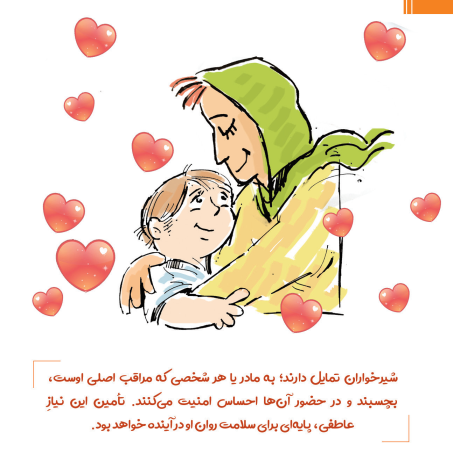 شیرخواران تمایل دارند؛ به مادر یا هر شخصی که مراقب اصلی اوست،
بچسبند و در حضور آن‌ها احساس امنیت می‌کنند. تأمین این نیازِ
عاطفی، پایه‌ای برای سلامت روان او در آینده خواهد بود.